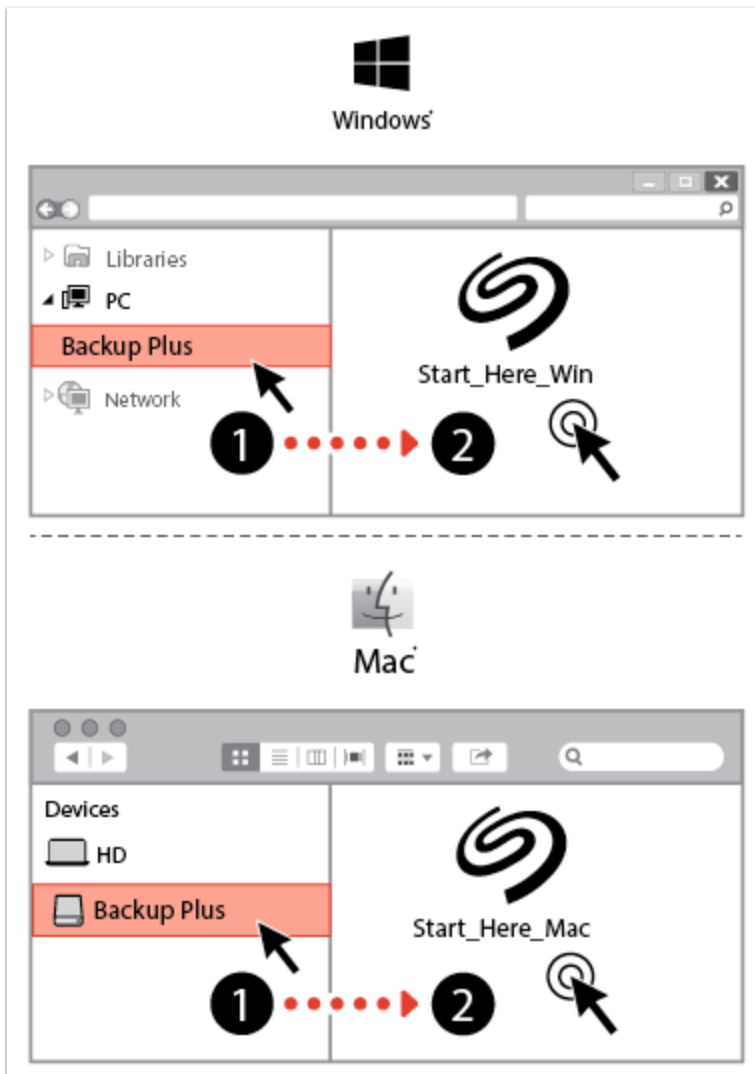 Windows*
Libraries
PC
Backup Plus
Network
Start_Here_Win
1
2
Mac*
Devices
HD
Backup Plus
Start_Here_Mac
1
2